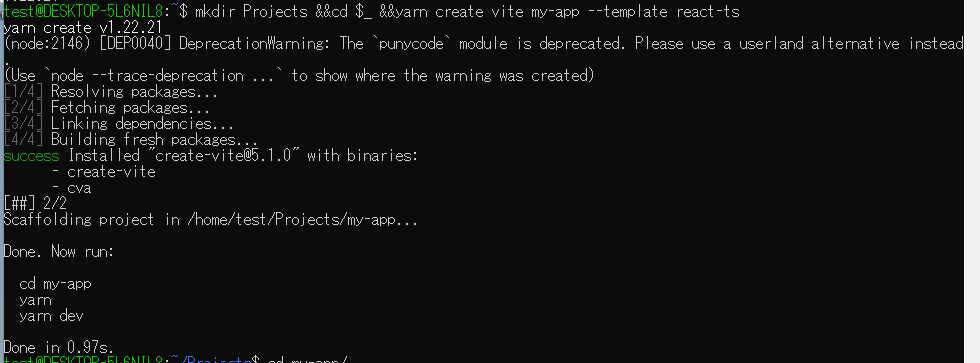 test@DESKTOP-5L6NIL8:~$ mkdir Projects &&cd $_ &&yarn create vite my-app --template react-ts
yarn create v1.22.21
(node:2146) [DEP0040] DeprecationWarning: The `punycode` module is deprecated. Please use a userland alternative instead
.
(Use `node --trace-deprecation ...` to show where the warning was created)
[1/4] Resolving packages...
[2/4] Fetching packages...
[3/4] Linking dependencies...
[4/4] Building fresh packages...
success Installed "create-vite@5.1.0" with binaries:
- create-vite
- cva
[##] 2/2
Scaffolding project in /home/test/Projects/my-app...
Done. Now run:
cd my-app
yarn
yarn dev
Done in 0.97s.
test@DESKTOP-5L6NIL8:~/Projects$ cd my-app/